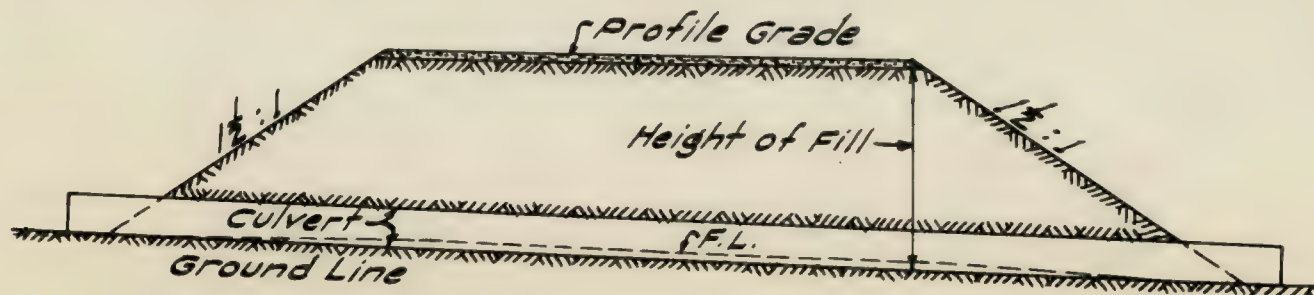 Profile Grade
1½ : 1
1½ : 1
Height of Fill
Culvert
F.L.
Ground Line